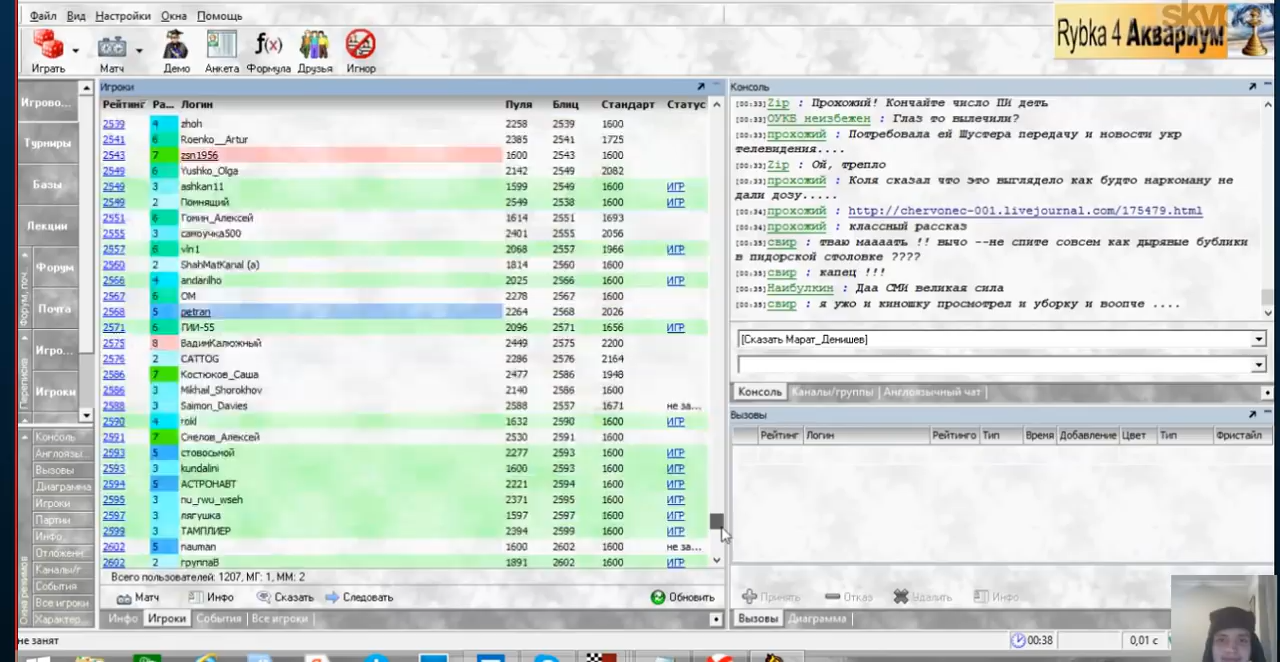 Файл Вид Настройки Окна Помощь
Rybka 4 Аквариум
Играть Матч Демо Анкета Формула Друзья Игнор
Игрово...
Турниры
Базы
Лекции
Форум
Почта
Игро...
Игроки
Форум, поч.
Переписка
Консоль
Англоязы...
Вызовы
Диаграмма
Игроки
Партии
Инфо
Отложенн
Каналы/г
События
Все игроки
Характер...
Окна режимов
Игроки
Рейтинг Ра... Логин Пуля Блиц Стандарт Статус
2539 4 zhoh 2258 2539 1600
2541 6 Roenko__Artur 2385 2541 1725
2543 7 zsn1956 1600 2543 1600
2549 6 Yushko_Olga 2142 2549 2082
2549 3 ashkan11 1599 2549 1600 ИГР
2549 2 Помнящий 2549 2538 1600 ИГР
2551 6 Гомин_Алексей 1614 2551 1693
2555 3 самоучка500 2401 2555 2056
2557 6 vln1 2068 2557 1966 ИГР
2560 2 ShahMatKanal (a) 1814 2560 1600
2566 4 andarilho 2025 2566 1600 ИГР
2567 6 OM 2278 2567 1600
2568 5 petran 2264 2568 2026
2571 6 ГИИ-55 2096 2571 1656 ИГР
2575 8 ВадимКалюжный 2449 2575 2200
2576 2 CATTOG 2286 2576 2164
2586 7 Костюков_Саша 2477 2586 1948
2586 3 Mikhail_Shorokhov 2140 2586 1600
2588 3 Saimon_Davies 2588 2557 1671 не за...
2590 4 rokl 1632 2590 1600 ИГР
2591 7 Снелов_Алексей 2530 2591 1600
2593 5 стовосьмой 2277 2593 1600 ИГР
2593 3 kundalini 1600 2593 1600 ИГР
2594 5 АСТРОНАВТ 2221 2594 1600 ИГР
2595 3 nu_rwu_wseh 2371 2595 1600 ИГР
2597 3 лягушка 1597 2597 1600 ИГР
2599 3 ТАМПЛИЕР 2394 2599 1600 ИГР
2602 5 nauman 1600 2602 1600 не за...
2602 2 группаВ 1891 2602 1600 ИГР
Всего пользователей: 1207, МГ: 1, ММ: 2
Матч Инфо Сказать Следовать Обновить
Инфо Игроки События Все игроки
не занят
Консоль
[00:33]Zip : Прохожий! Кончайте число ПИ деть
[00:33]ОУКБ неизбежен : Глаз то вылечили?
[00:33]прохожий : Потребовала ей Шустера передачу и новости укр
телевидения....
[00:33]Zip : Ой, трепло
[00:33]прохожий : Коля сказал что это выглядело как будто наркоману не
дали дозу.....
[00:34]прохожий : http://chervonec-001.livejournal.com/175479.html
[00:34]прохожий : классный рассказ
[00:35]свир : тваю мааать !! вычо --не спите совсем как дырявые бублики
в пидорской столовке ????
[00:35]свир : капец !!!
[00:35]Наибулкин : Даа СМИ великая сила
[00:35]свир : я ужо и киношку просмотрел и уборку и воопче ....
[Сказать Марат_Денишев]
Консоль Каналы/группы Англоязычный чат
Вызовы
Рейтинг Логин Рейтинго Тип Время Добавление Цвет Тип Фристайл
Принять Отказ Удалить Инфо
Вызовы Диаграмма
00:38 0,01 с